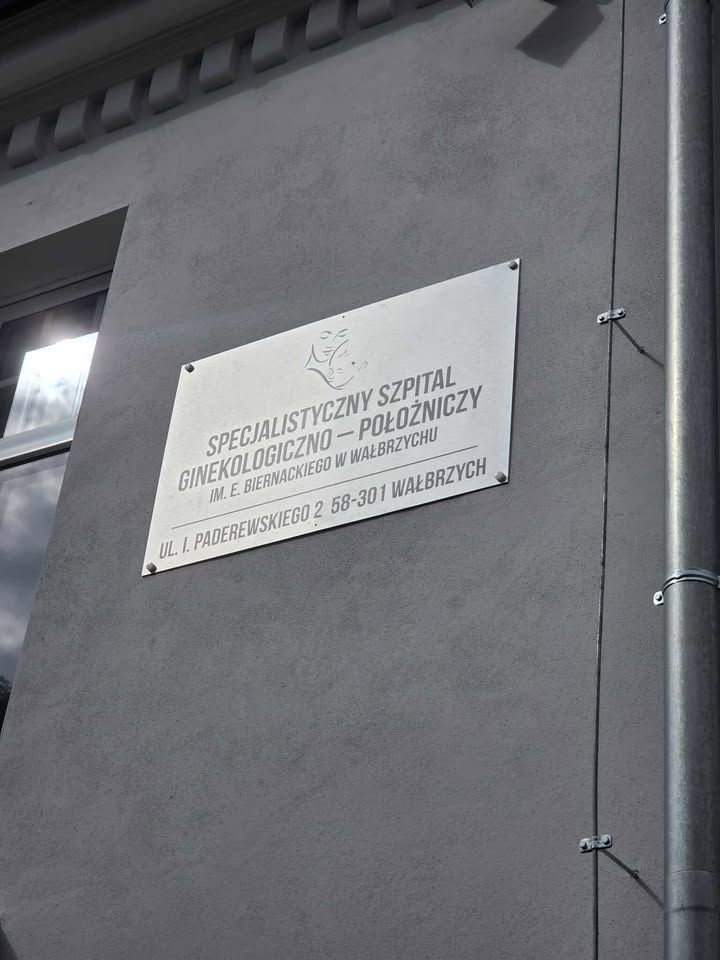 SPECJALISTYCZNY SZPITAL
GINEKOLOGICZNO – POŁOŻNICZY
IM. E. BIERNACKIEGO W WAŁBRZYCHU
UL. I. PADEREWSKIEGO 2 58-301 WAŁBRZYCH